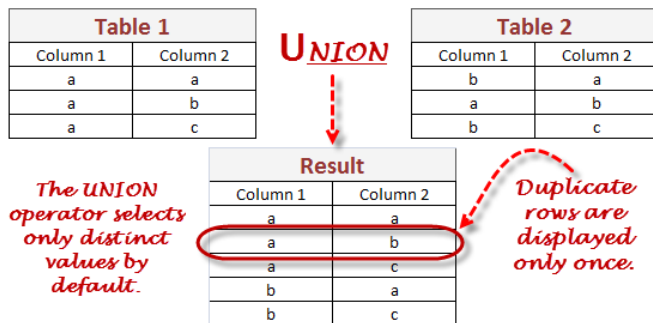 Table 1
Column 1 Column 2
a a
a b
a c
UNION
Table 2
Column 1 Column 2
b a
a b
b c
The UNION
operator selects
only distinct
values by
default.
Result
Column 1 Column 2
a a
a b
a c
b a
b c
Duplicate
rows are
displayed
only once.